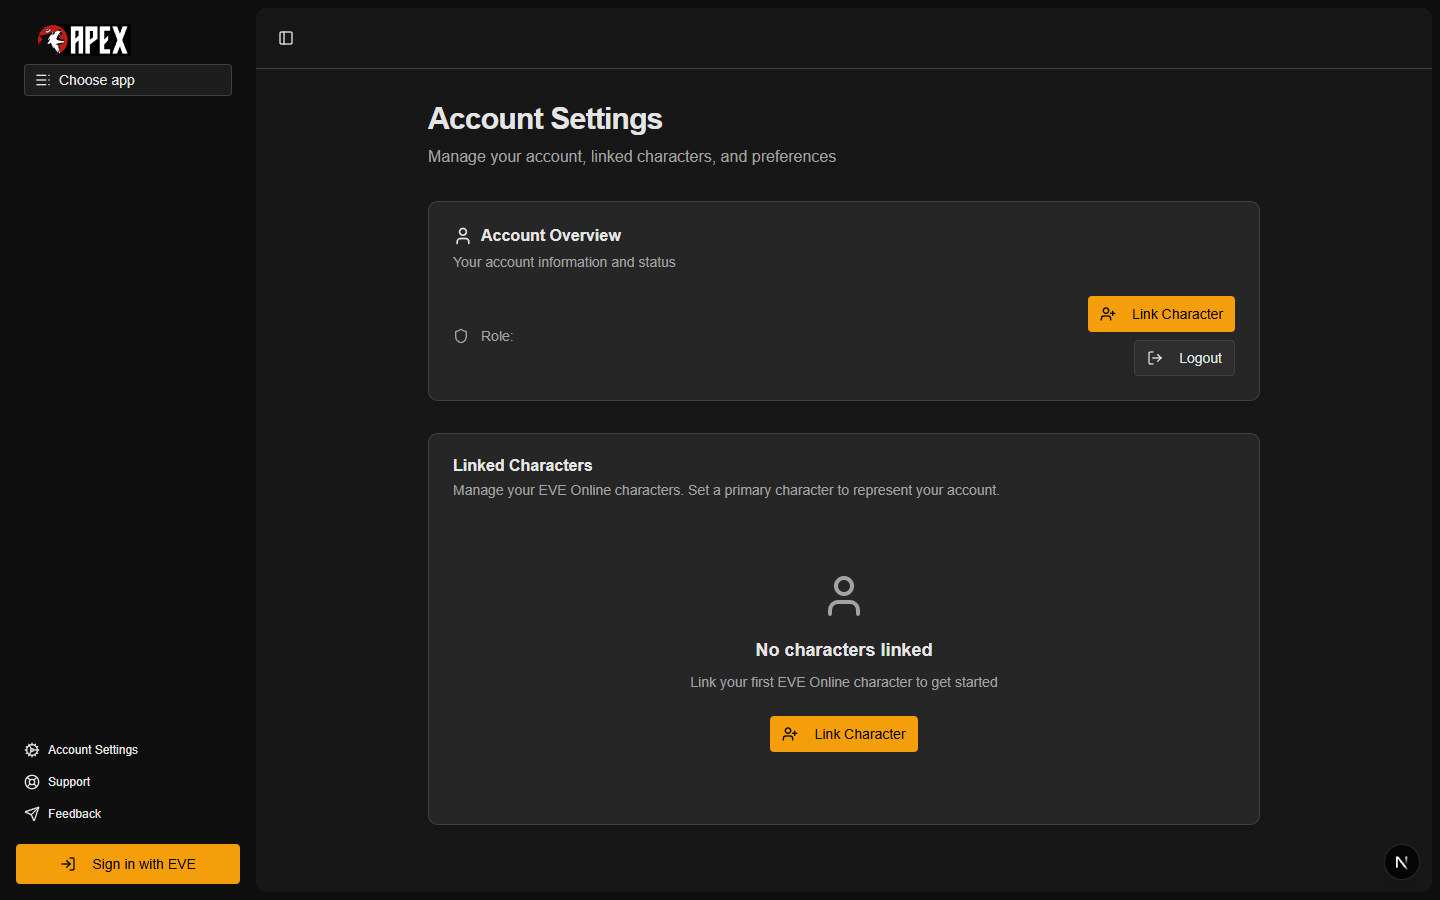 APEX
Choose app
Account Settings
Manage your account, linked characters, and preferences
Account Overview
Your account information and status
Role:
Link Character
Logout
Linked Characters
Manage your EVE Online characters. Set a primary character to represent your account.
No characters linked
Link your first EVE Online character to get started
Link Character
Account Settings
Support
Feedback
Sign in with EVE
N